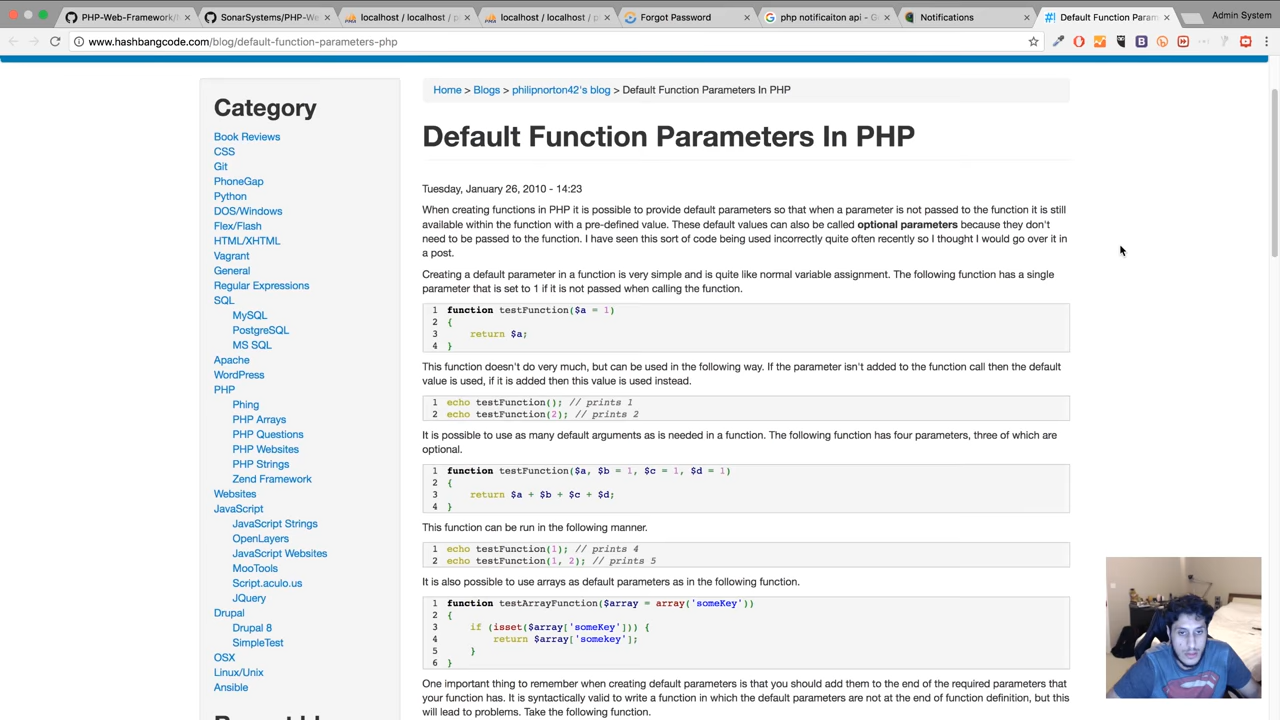 PHP-Web-Framework/
SonarSystems/PHP-We
localhost / localhost / p
localhost / localhost / p
Forgot Password
php notificaiton api - G
Notifications
Default Function Param
Admin System
www.hashbangcode.com/blog/default-function-parameters-php
Category
Book Reviews
CSS
Git
PhoneGap
Python
DOS/Windows
Flex/Flash
HTML/XHTML
Vagrant
General
Regular Expressions
SQL
MySQL
PostgreSQL
MS SQL
Apache
WordPress
PHP
Phing
PHP Arrays
PHP Questions
PHP Websites
PHP Strings
Zend Framework
Websites
JavaScript
JavaScript Strings
OpenLayers
JavaScript Websites
MooTools
Script.aculo.us
JQuery
Drupal
Drupal 8
SimpleTest
OSX
Linux/Unix
Ansible
Home > Blogs > philipnorton42's blog > Default Function Parameters In PHP
Default Function Parameters In PHP
Tuesday, January 26, 2010 - 14:23
When creating functions in PHP it is possible to provide default parameters so that when a parameter is not passed to the function it is still
available within the function with a pre-defined value. These default values can also be called optional parameters because they don't
need to be passed to the function. I have seen this sort of code being used incorrectly quite often recently so I thought I would go over it in
a post.
Creating a default parameter in a function is very simple and is quite like normal variable assignment. The following function has a single
parameter that is set to 1 if it is not passed when calling the function.
1 function testFunction($a = 1)
2 {
3     return $a;
4 }
This function doesn't do very much, but can be used in the following way. If the parameter isn't added to the function call then the default
value is used, if it is added then this value is used instead.
1 echo testFunction(); // prints 1
2 echo testFunction(2); // prints 2
It is possible to use as many default arguments as is needed in a function. The following function has four parameters, three of which are
optional.
1 function testFunction($a, $b = 1, $c = 1, $d = 1)
2 {
3     return $a + $b + $c + $d;
4 }
This function can be run in the following manner.
1 echo testFunction(1); // prints 4
2 echo testFunction(1, 2); // prints 5
It is also possible to use arrays as default parameters as in the following function.
1 function testArrayFunction($array = array('someKey'))
2 {
3     if (isset($array['someKey'])) {
4         return $array['somekey'];
5     }
6 }
One important thing to remember when creating default parameters is that you should add them to the end of the required parameters that
your function has. It is syntactically valid to write a function in which the default parameters are not at the end of function definition, but this
will lead to problems. Take the following function.